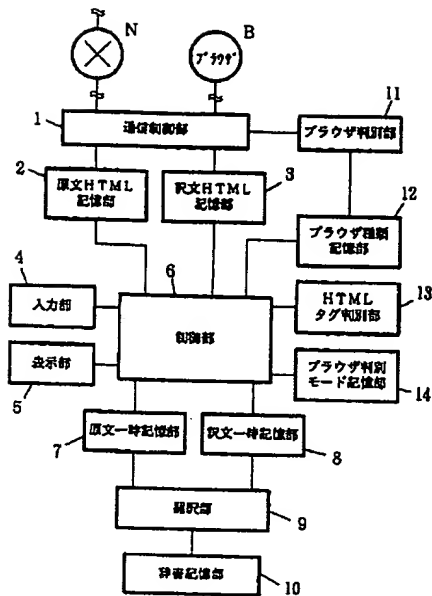 N
B
ブラウザ
1
通信制御部
11
ブラウザ判別部
2
原文HTML
記憶部
訳文HTML
記憶部
3
12
ブラウザ種類
記憶部
4
入力部
6
制御部
HTML
タグ判別部
13
表示部
5
ブラウザ判別
モード記憶部
14
原文一時記憶部
7
訳文一時記憶部
8
翻訳部
9
辞書記憶部
10